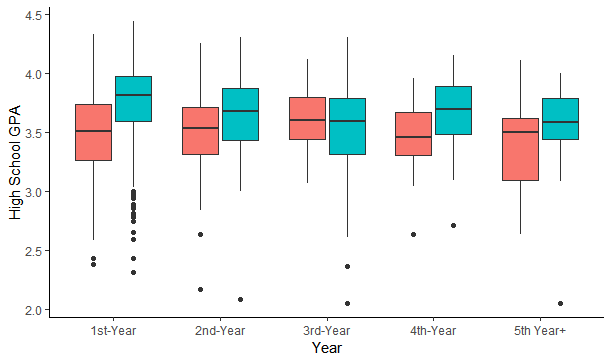 4.5
4.0
3.5
3.0
2.5
2.0
High School GPA
1st-Year
2nd-Year
3rd-Year
4th-Year
5th Year+
Year